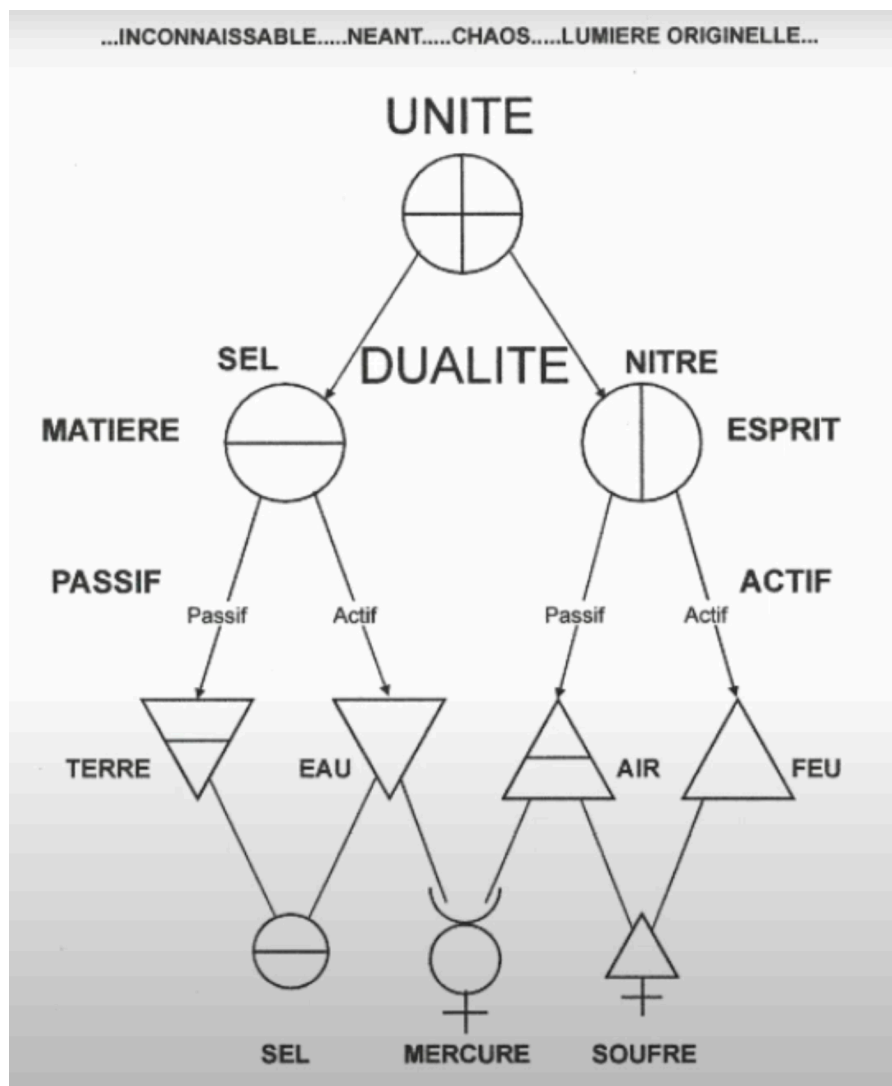 ...INCONNAISSABLE.....NEANT.....CHAOS.....LUMIERE ORIGINELLE...
UNITE
SEL
DUALITE
NITRE
MATIERE
ESPRIT
PASSIF
ACTIF
Passif
Actif
Passif
Actif
TERRE
EAU
AIR
FEU
SEL
MERCURE
SOUFRE